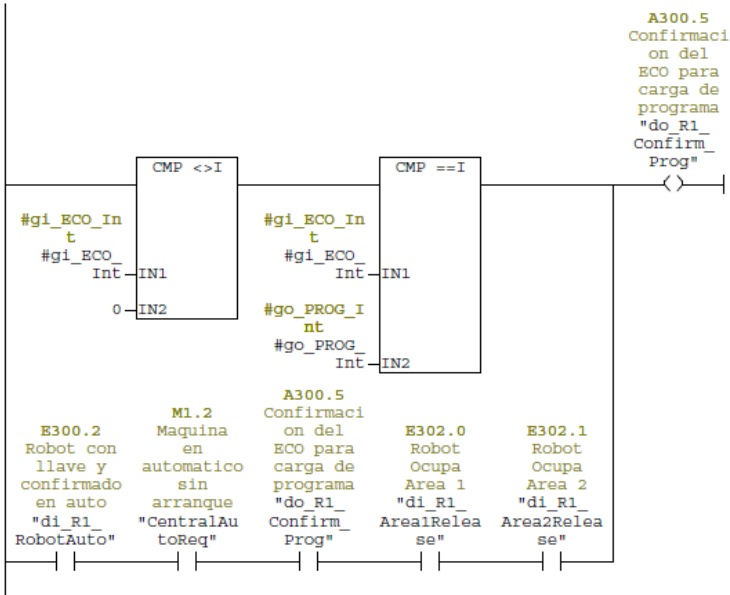 A300.5
Confirmaci
on del
ECO para
carga de
programa
"do_R1_
Confirm_
Prog"
CMP <>I
CMP ==I
#gi_ECO_In
t
#gi_ECO_
Int
IN1
0
IN2
#gi_ECO_In
t
#gi_ECO_
Int
IN1
#go_PROG_I
nt
#go_PROG_
Int
IN2
E300.2
Robot con
llave y
confirmado
en auto
"di_R1_
RobotAuto"
M1.2
Maquina
en
automatico
sin
arranque
"CentralAu
toReq"
A300.5
Confirmaci
on del
ECO para
carga de
programa
"do_R1_
Confirm_
Prog"
E302.0
Robot
Ocupa
Area 1
"di_R1_
Area1Relea
se"
E302.1
Robot
Ocupa
Area 2
"di_R1_
Area2Relea
se"